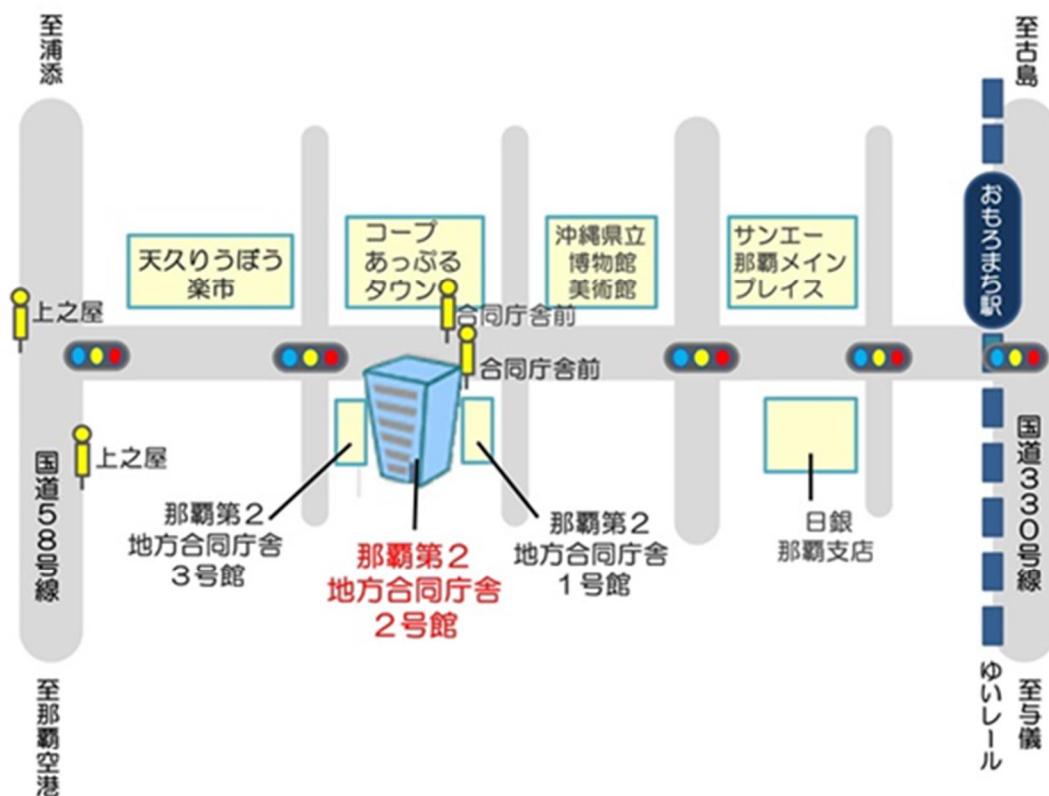 至浦添
至古島
おもろまち駅
天久りうぼう
楽市
コープ
あっぷる
タウン
沖縄県立
博物館
美術館
サンエー
那覇メイン
プレイス
上之屋
合同庁舎前
合同庁舎前
上之屋
国道58号線
国道330号線
那覇第2
地方合同庁舎
3号館
那覇第2
地方合同庁舎
2号館
那覇第2
地方合同庁舎
1号館
日銀
那覇支店
至那覇空港
ゆいレール
至与儀